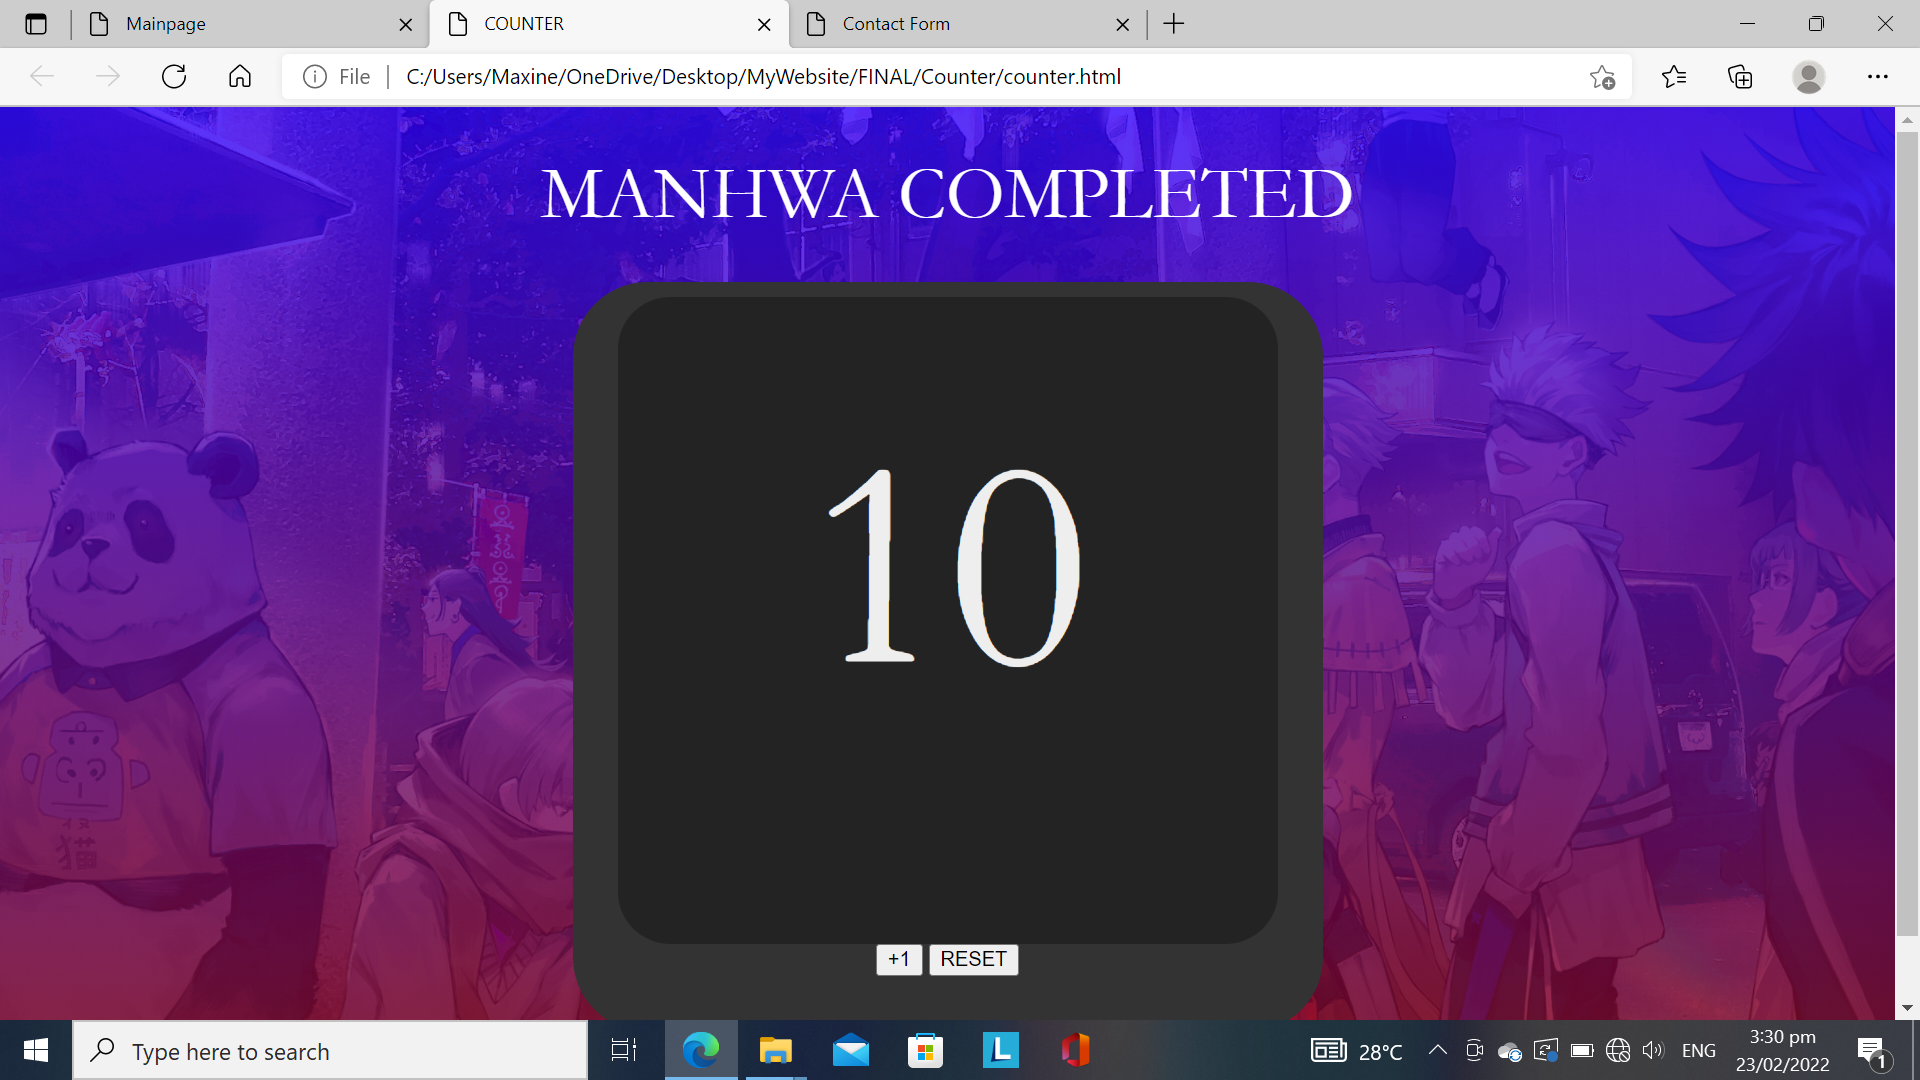 Mainpage
COUNTER
Contact Form
File
C:/Users/Maxine/OneDrive/Desktop/MyWebsite/FINAL/Counter/counter.html
MANHWA COMPLETED
10
猫
+1
RESET
Type here to search
L
28°C
ENG
3:30 pm
23/02/2022
1